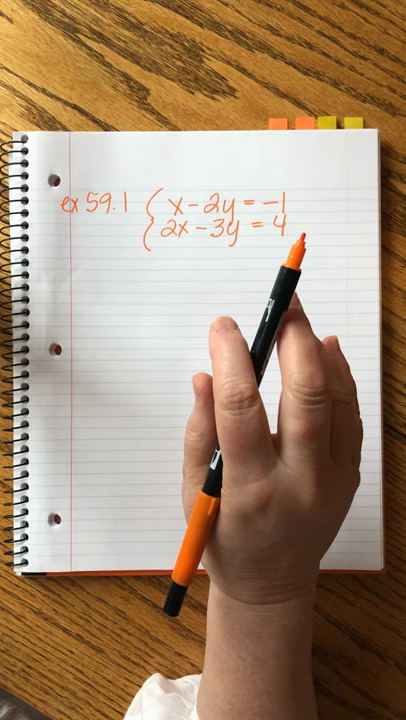 ex 59.1 { x - 2y = -1
2x - 3y = 4